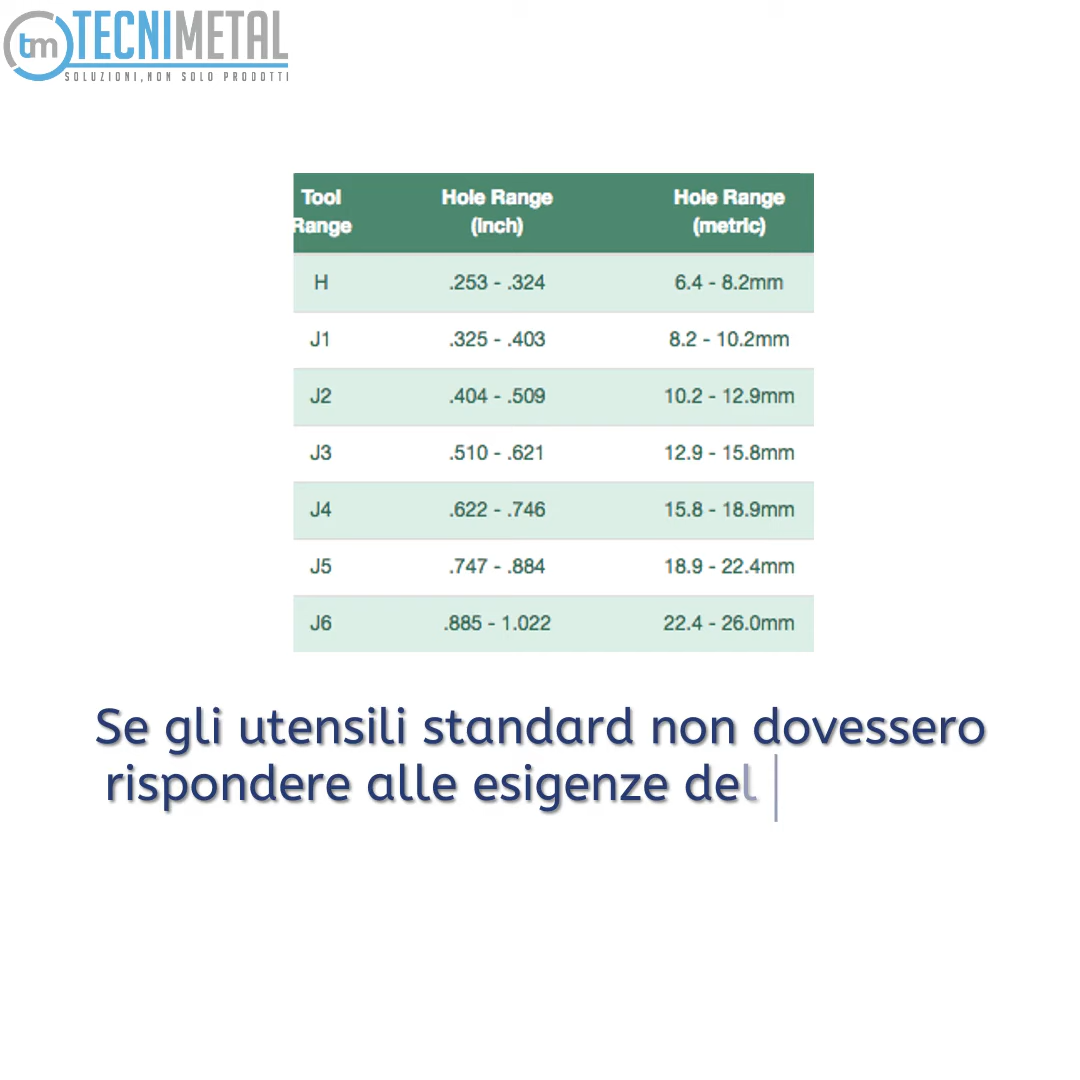 tm TECNIMETAL
SOLUZIONI, NON SOLO PRODOTTI
Tool Range Hole Range (inch) Hole Range (metric)
H .253 - .324 6.4 - 8.2mm
J1 .325 - .403 8.2 - 10.2mm
J2 .404 - .509 10.2 - 12.9mm
J3 .510 - .621 12.9 - 15.8mm
J4 .622 - .746 15.8 - 18.9mm
J5 .747 - .884 18.9 - 22.4mm
J6 .885 - 1.022 22.4 - 26.0mm
Se gli utensili standard non dovessero
rispondere alle esigenze del